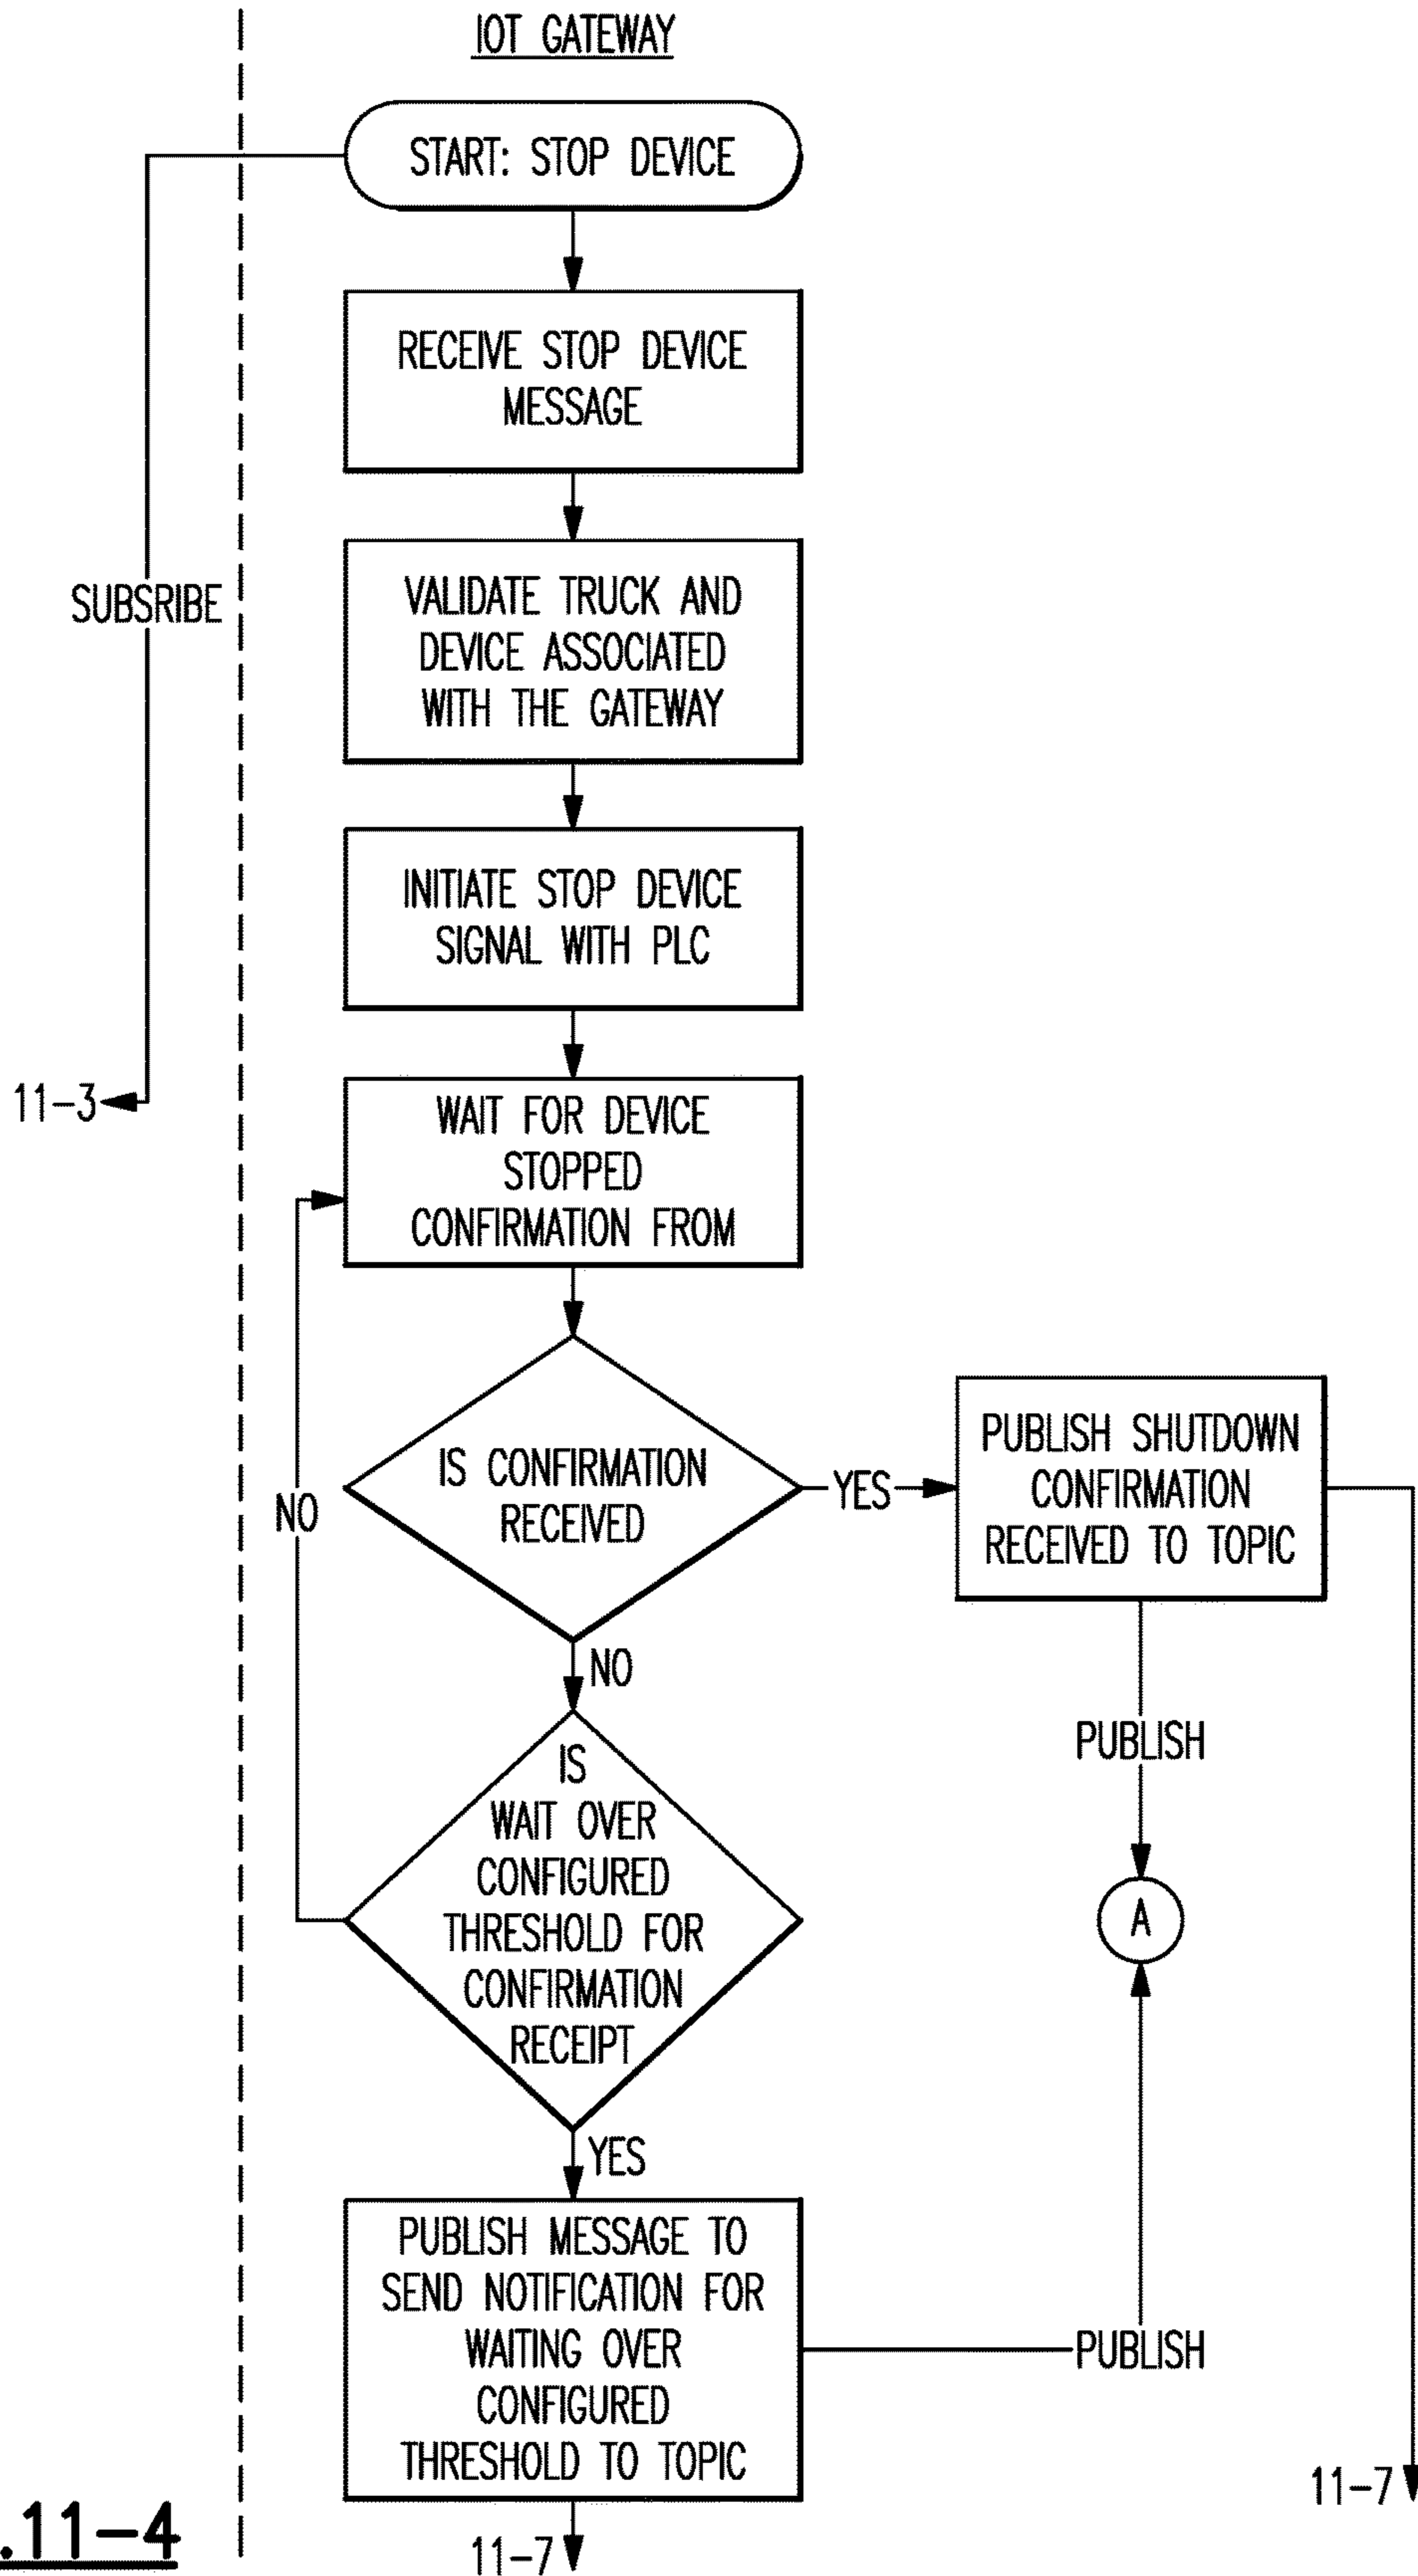 IOT GATEWAY
START: STOP DEVICE
RECEIVE STOP DEVICE
MESSAGE
VALIDATE TRUCK AND
DEVICE ASSOCIATED
WITH THE GATEWAY
SUBSRIBE
INITIATE STOP DEVICE
SIGNAL WITH PLC
11-3
WAIT FOR DEVICE
STOPPED
CONFIRMATION FROM
IS CONFIRMATION
RECEIVED
YES
PUBLISH SHUTDOWN
CONFIRMATION
RECEIVED TO TOPIC
NO
NO
PUBLISH
IS
WAIT OVER
CONFIGURED
THRESHOLD FOR
CONFIRMATION
RECEIPT
A
YES
PUBLISH MESSAGE TO
SEND NOTIFICATION FOR
WAITING OVER
CONFIGURED
THRESHOLD TO TOPIC
PUBLISH
11-7
11-7
.11-4